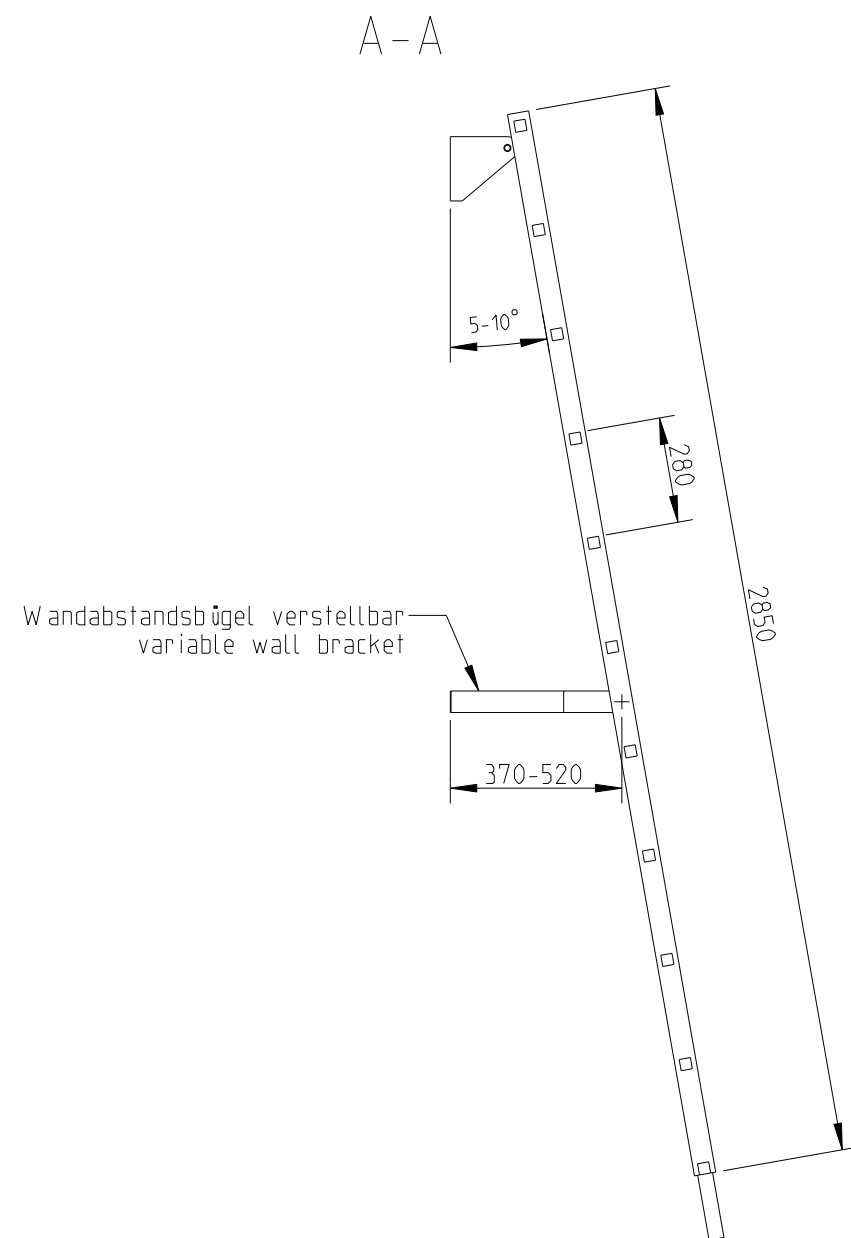 A-A
5-10°
280
2850
Wandabstandsbügel verstellbar
variable wall bracket
370-520